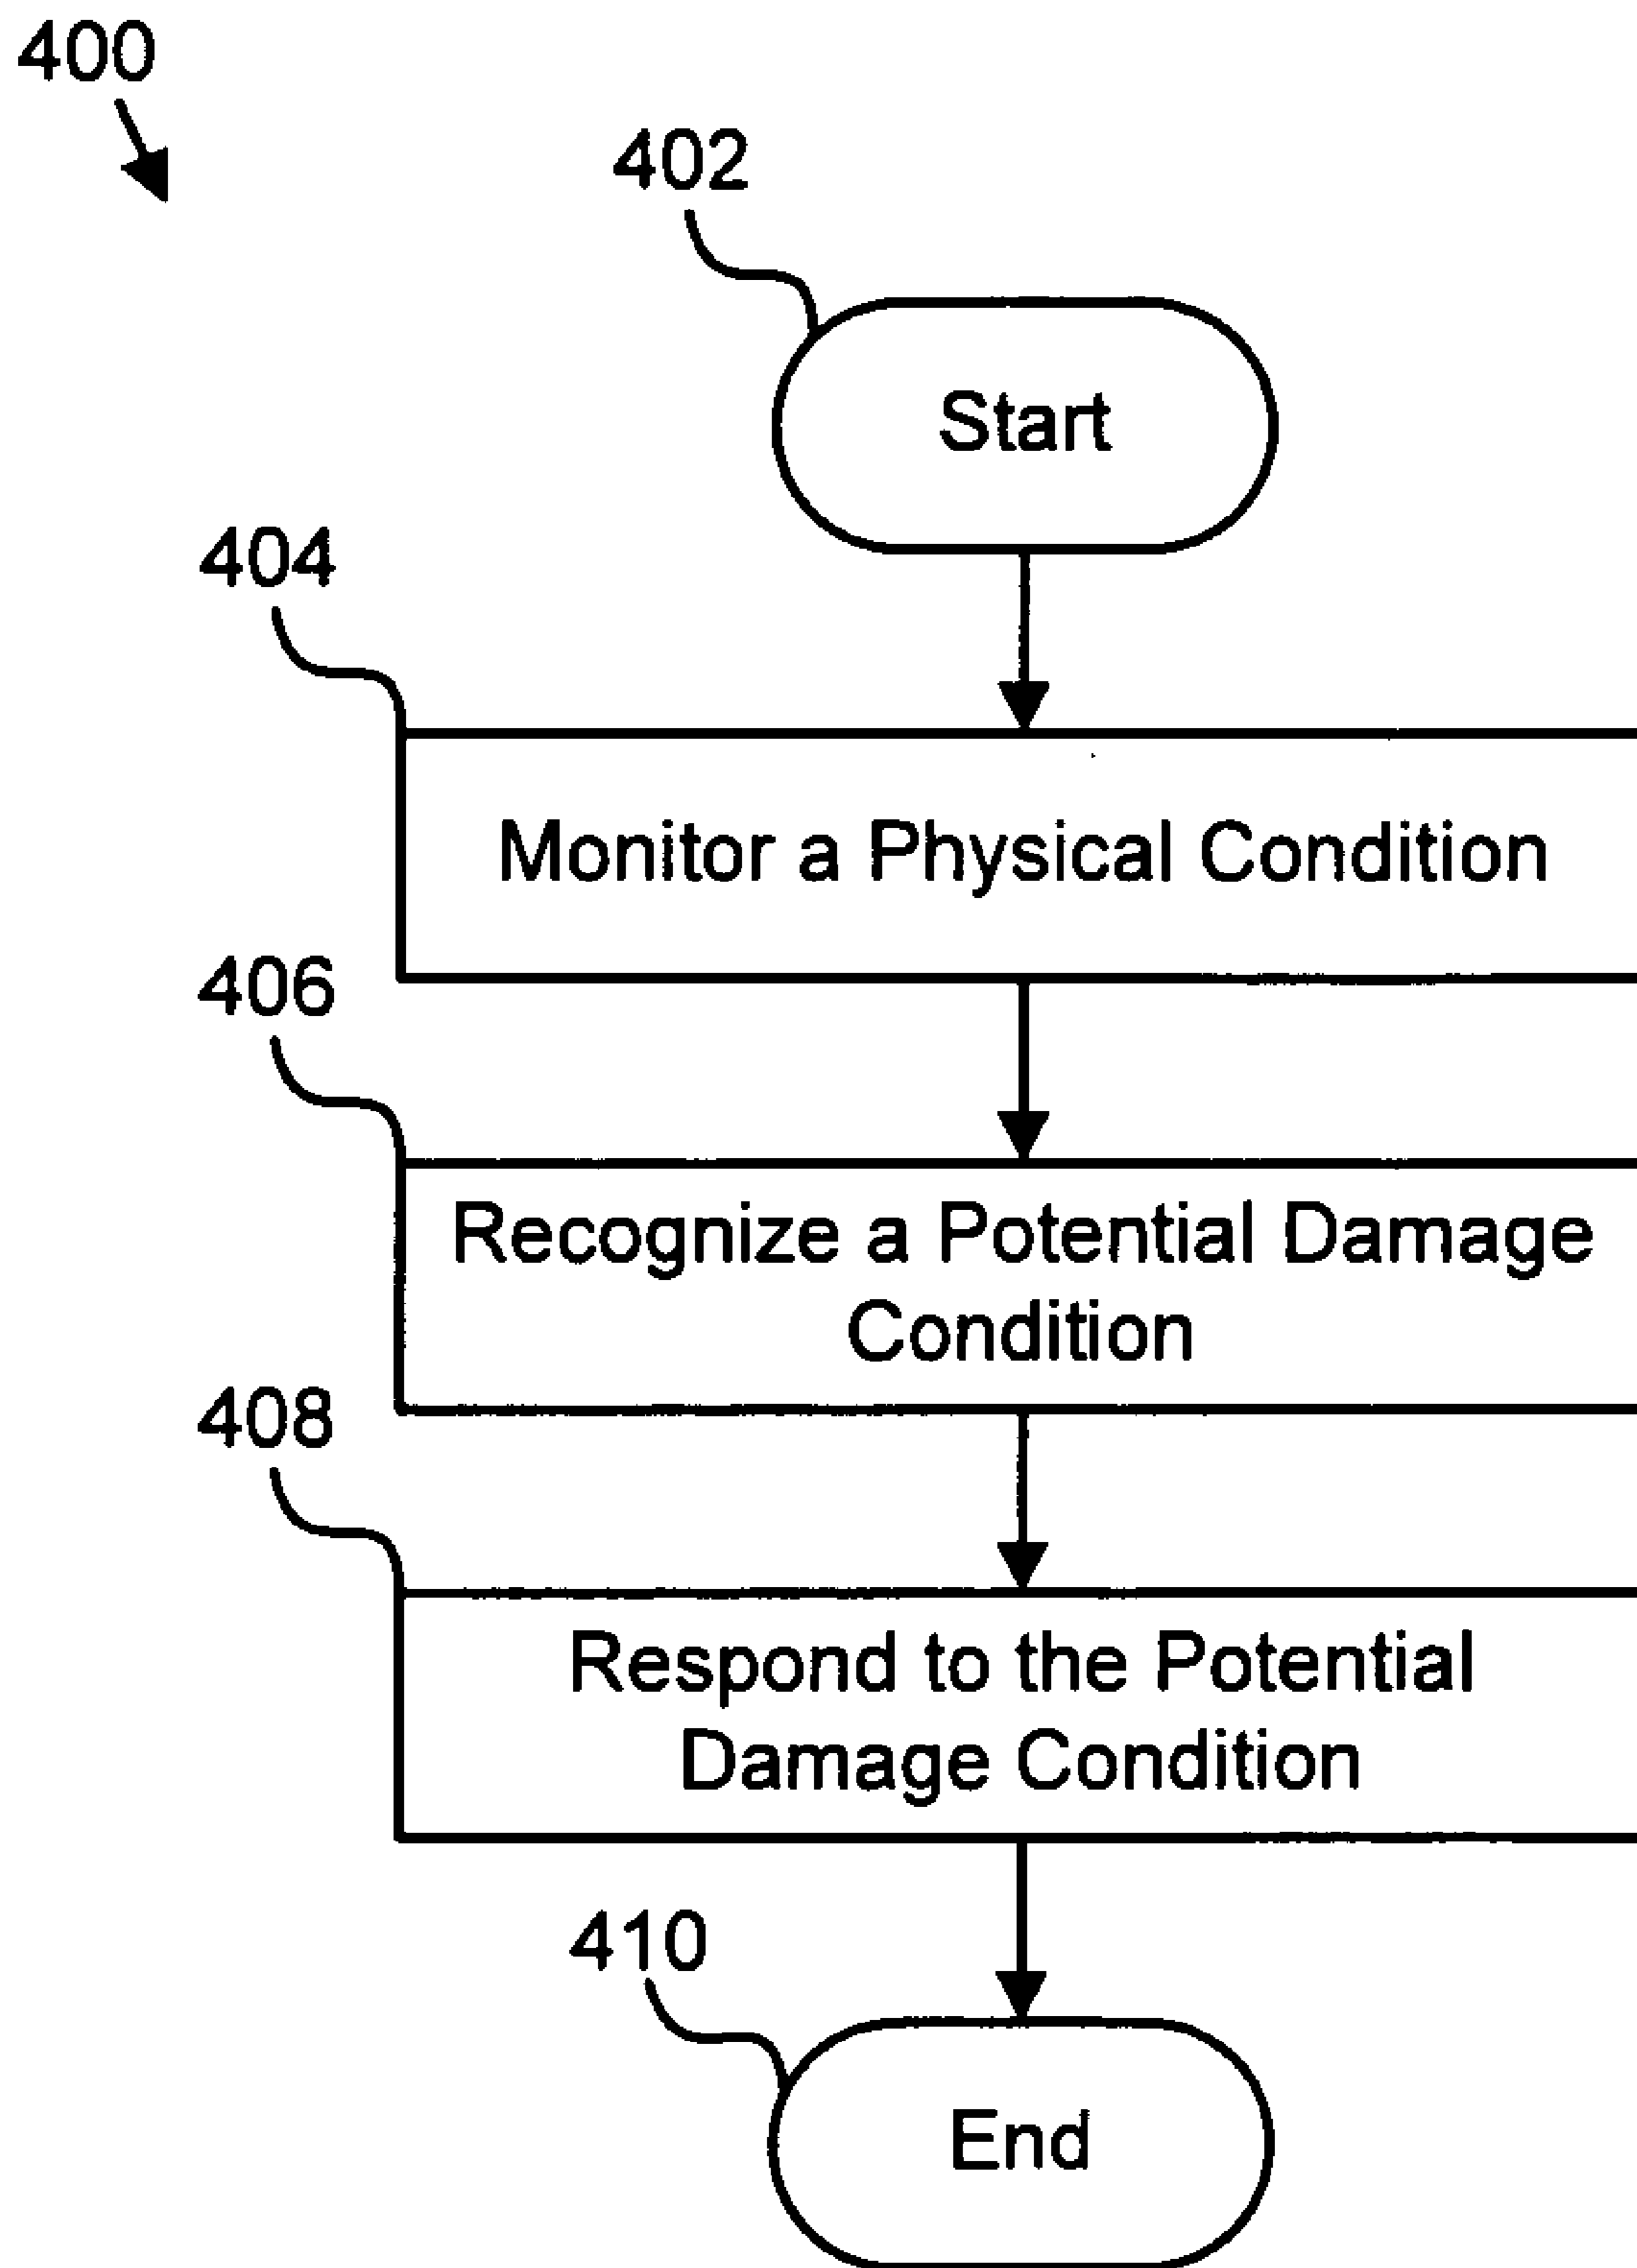 400
402
Start
404
Monitor a Physical Condition
406
Recognize a Potential Damage
Condition
408
Respond to the Potential
Damage Condition
410
End